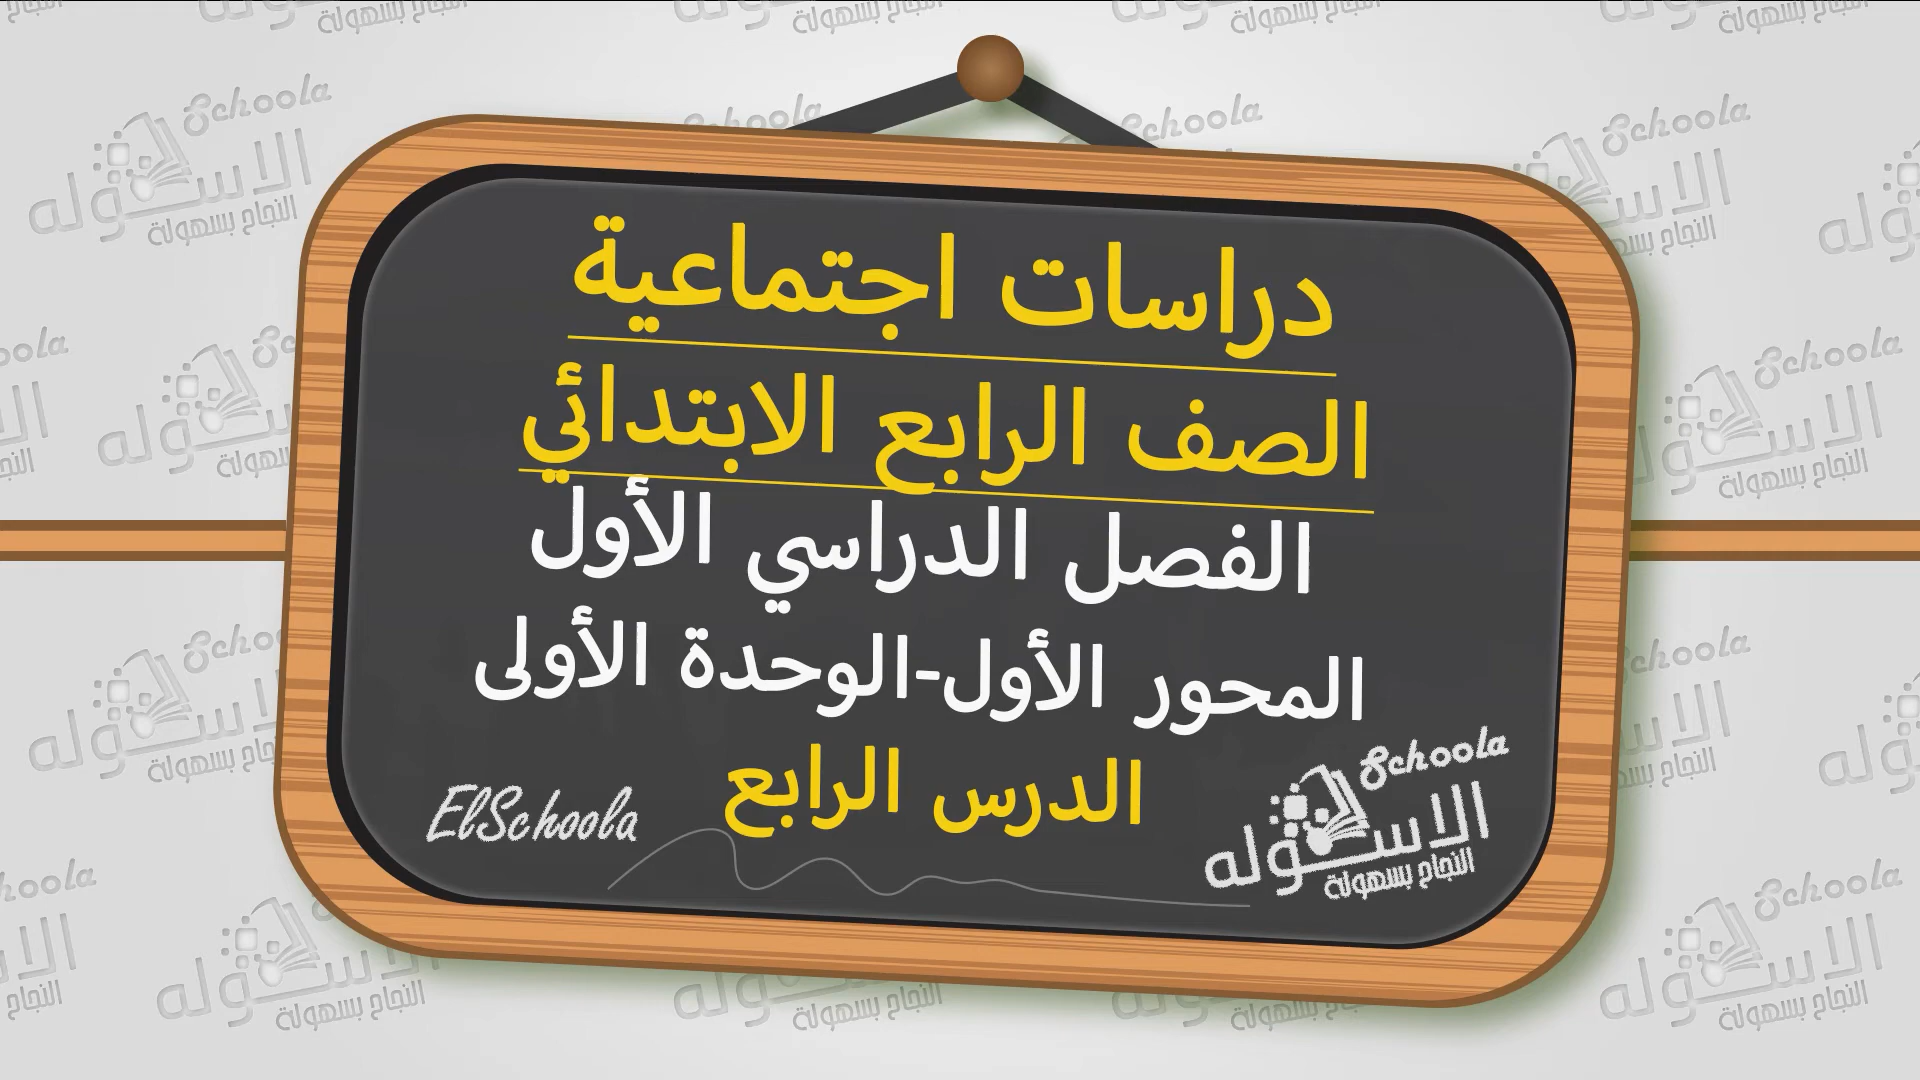 دراسات اجتماعية
الصف الرابع الابتدائي
الفصل الدراسي الأول
المحور الأول-الوحدة الأولى
الدرس الرابع
ElSchoola
Schoola
الاسكوله
النجاح بسهولة